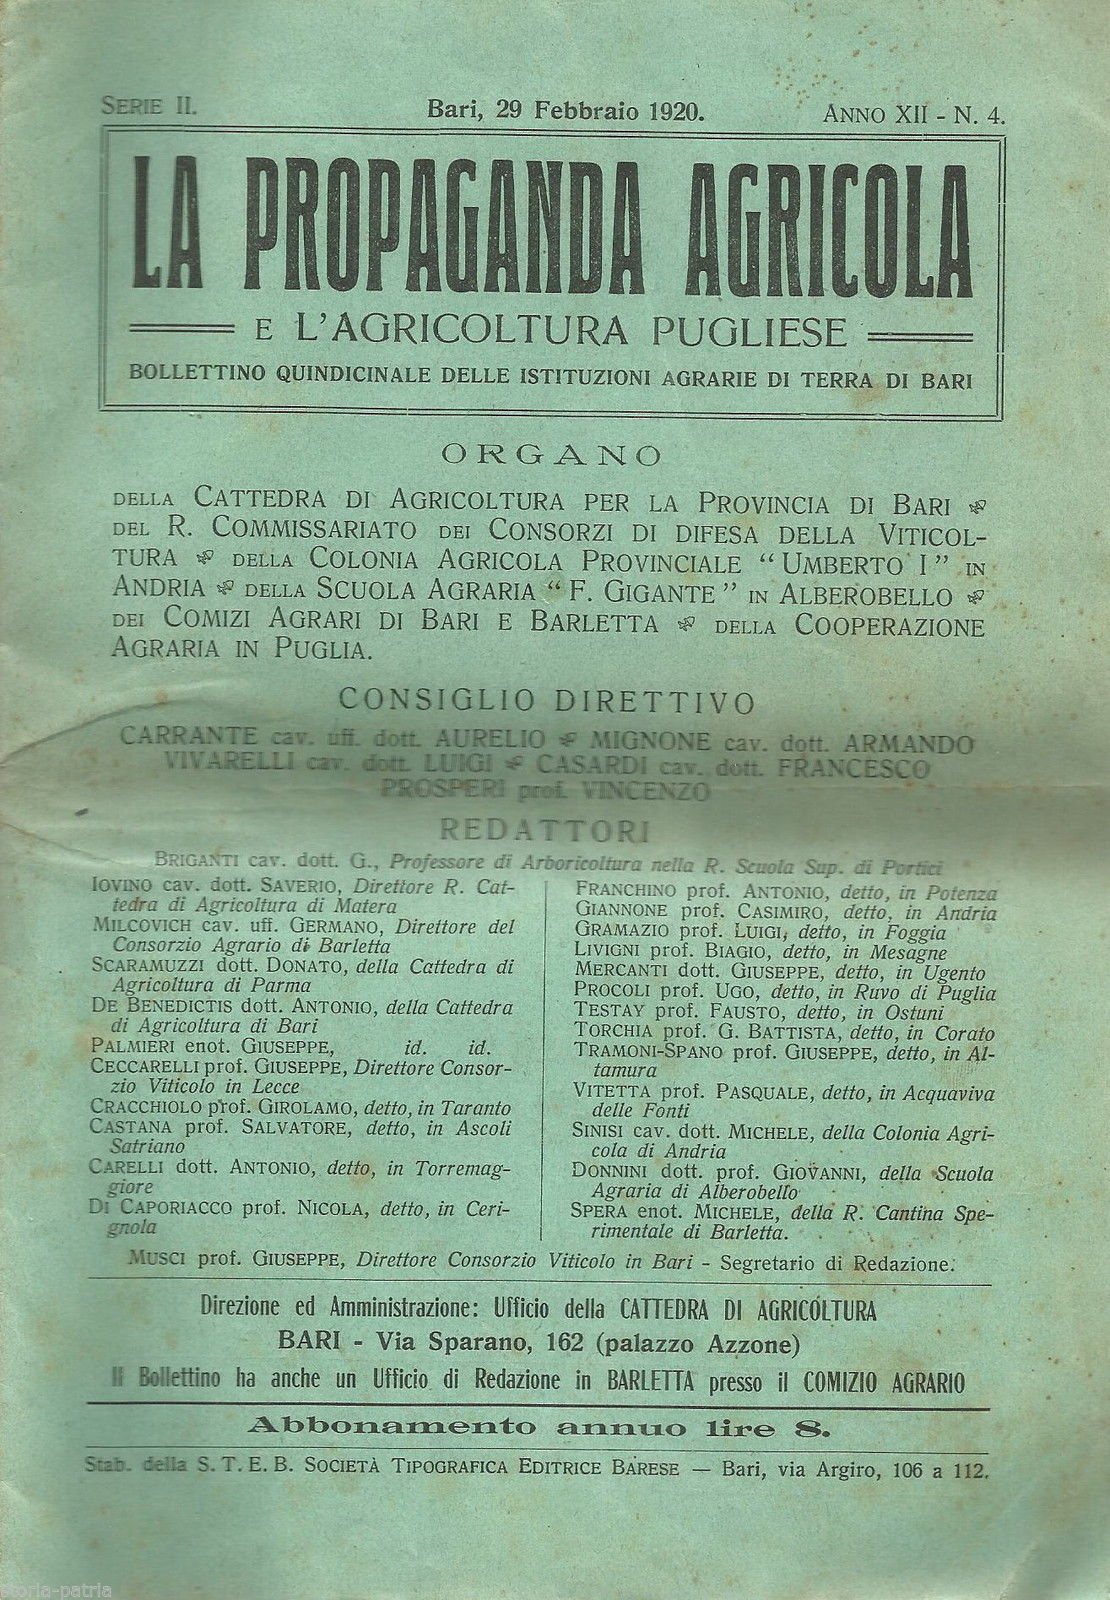 SERIE II.
Bari, 29 Febbraio 1920.
ANNO XII - N. 4.
LA PROPAGANDA AGRICOLA
E L'AGRICOLTURA PUGLIESE
BOLLETTINO QUINDICINALE DELLE ISTITUZIONI AGRARIE DI TERRA DI BARI
ORGANO
DELLA CATTEDRA DI AGRICOLTURA PER LA PROVINCIA DI BARI
DEL R. COMMISSARIATO DEI CONSORZI DI DIFESA DELLA VITICOL-
TURA DELLA COLONIA AGRICOLA PROVINCIALE "UMBERTO I" IN
ANDRIA DELLA SCUOLA AGRARIA "F. GIGANTE" IN ALBEROBELLO
DEI COMIZI AGRARI DI BARI E BARLETTA DELLA COOPERAZIONE
AGRARIA IN PUGLIA.
CONSIGLIO DIRETTIVO
CARRANTE cav. uff. dott. AURELIO MIGNONE cav. dott. ARMANDO
VIVARELLI cav. dott. LUIGI CASARDI cav. dott. FRANCESCO
PROSPERI prof. VINCENZO
REDATTORI
BRIGANTI cav. dott. G., Professore di Arboricoltura nella R. Scuola Sup. di Portici
IOVINO cav. dott. SAVERIO, Direttore R. Cat-
tedra di Agricoltura di Matera
MILCOVICH cav. uff. GERMANO, Direttore del
Consorzio Agrario di Barletta
SCARAMUZZI dott. DONATO, della Cattedra di
Agricoltura di Parma
DE BENEDICTIS dott. ANTONIO, della Cattedra
di Agricoltura di Bari
PALMIERI enot. GIUSEPPE, id. id.
CECCARELLI prof. GIUSEPPE, Direttore Consor-
zio Viticolo in Lecce
CRACCHIOLO prof. GIROLAMO, detto, in Taranto
CASTANA prof. SALVATORE, detto, in Ascoli
Satriano
CARELLI dott. ANTONIO, detto, in Torremag-
giore
DI CAPORIACCO prof. NICOLA, detto, in Ceri-
gnola
FRANCHINO prof. ANTONIO, detto, in Potenza
GIANNONE prof. CASIMIRO, detto, in Andria
GRAMAZIO prof. LUIGI, detto, in Foggia
LIVIGNI prof. BIAGIO, detto, in Mesagne
MERCANTI dott. GIUSEPPE, detto, in Ugento
PROCOLI prof. UGO, detto, in Ruvo di Puglia
TESTAY prof. FAUSTO, detto, in Ostuni
TORCHIA prof. G. BATTISTA, detto, in Corato
TRAMONI-SPANO prof. GIUSEPPE, detto, in Al-
tamura
VITETTA prof. PASQUALE, detto, in Acquaviva
delle Fonti
SINISI cav. dott. MICHELE, della Colonia Agri-
cola di Andria
DONNINI dott. prof. GIOVANNI, della Scuola
Agraria di Alberobello
SPERA enot. MICHELE, della R. Cantina Spe-
rimentale di Barletta.
MUSCI prof. GIUSEPPE, Direttore Consorzio Viticolo in Bari - Segretario di Redazione.
Direzione ed Amministrazione: Ufficio della CATTEDRA DI AGRICOLTURA
BARI - Via Sparano, 162 (palazzo Azzone)
Il Bollettino ha anche un Ufficio di Redazione in BARLETTA presso il COMIZIO AGRARIO
Abbonamento annuo lire 8.
Stab. della S. T. E. B. SOCIETÀ TIPOGRAFICA EDITRICE BARESE — Bari, via Argiro, 106 a 112.
storia-patria